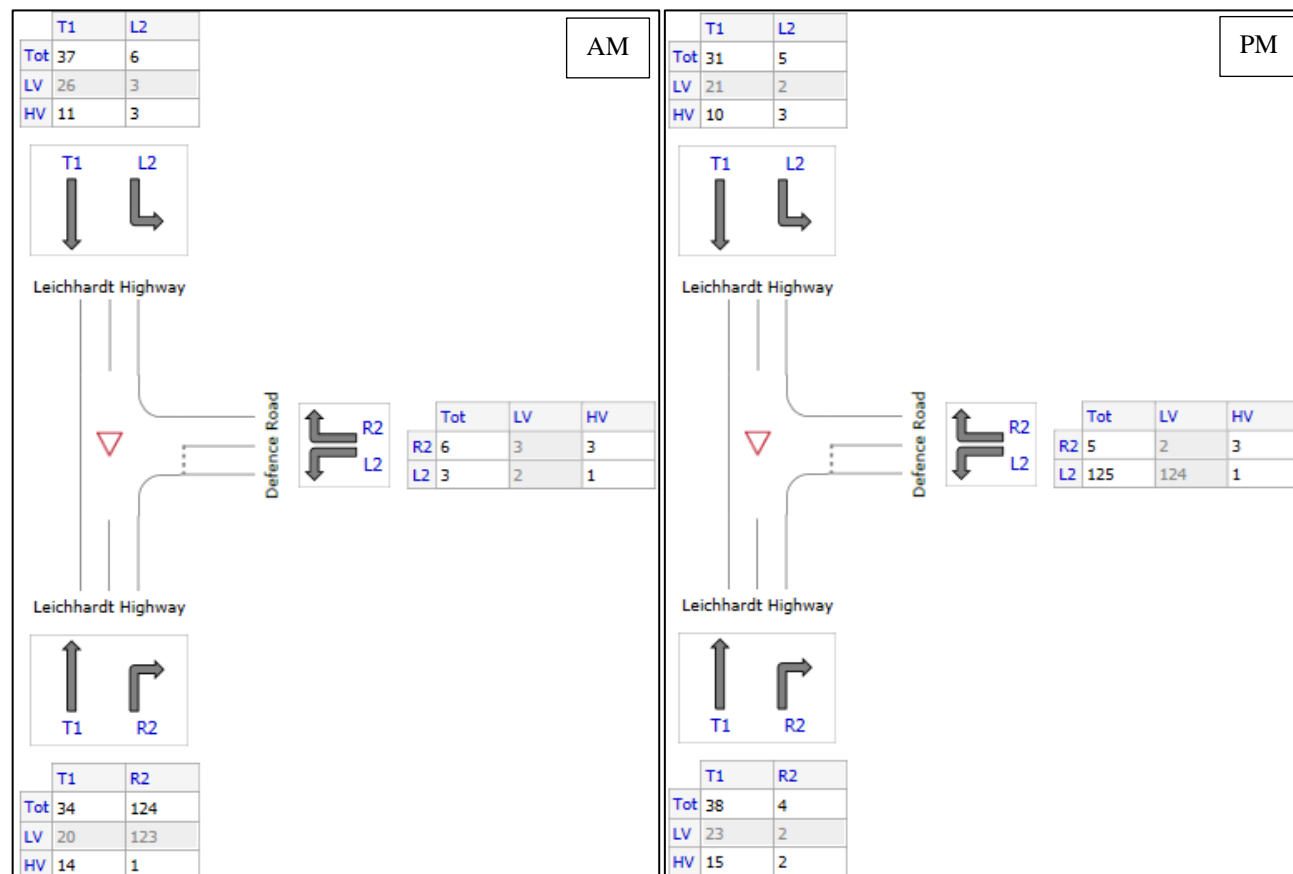 AM
T1 L2
Tot 37 6
LV 26 3
HV 11 3
T1 L2
Leichhardt Highway
Defence Road
R2
L2
Tot LV HV
R2 6 3 3
L2 3 2 1
Leichhardt Highway
T1 R2
T1 R2
Tot 34 124
LV 20 123
HV 14 1
PM
T1 L2
Tot 31 5
LV 21 2
HV 10 3
T1 L2
Leichhardt Highway
Defence Road
R2
L2
Tot LV HV
R2 5 2 3
L2 125 124 1
Leichhardt Highway
T1 R2
T1 R2
Tot 38 4
LV 23 2
HV 15 2